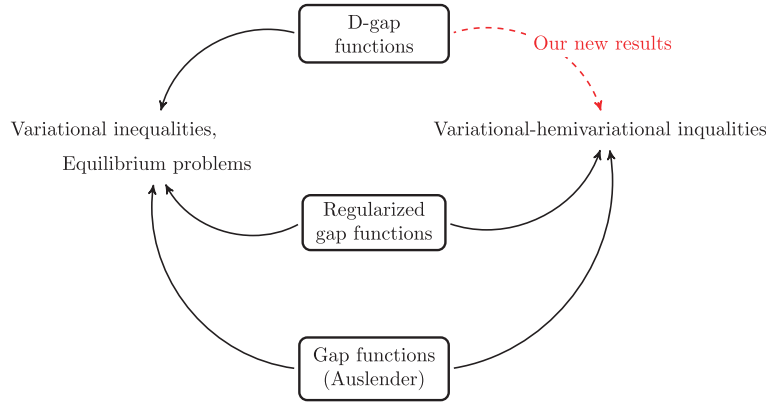 D-gap
functions
Our new results
Variational inequalities,
Equilibrium problems
Variational-hemivariational inqualities
Regularized
gap functions
Gap functions
(Auslender)